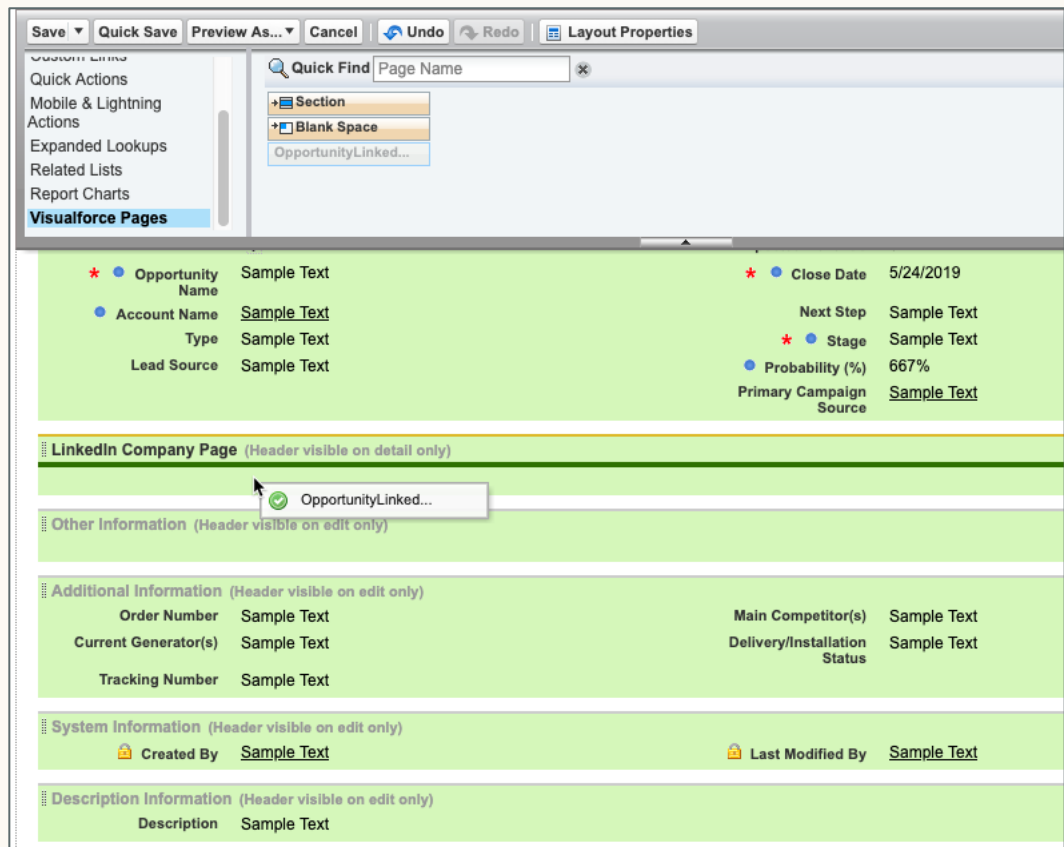 Save Quick Save Preview As... Cancel Undo Redo Layout Properties
Custom Links
Quick Actions
Mobile & Lightning
Actions
Expanded Lookups
Related Lists
Report Charts
Visualforce Pages
Quick Find Page Name
Section
Blank Space
OpportunityLinked...
* Opportunity Name Sample Text * Close Date 5/24/2019
Account Name Sample Text Next Step Sample Text
Type Sample Text * Stage Sample Text
Lead Source Sample Text Probability (%) 667%
Primary Campaign Source Sample Text
LinkedIn Company Page (Header visible on detail only)
OpportunityLinked...
Other Information (Header visible on edit only)
Additional Information (Header visible on edit only)
Order Number Sample Text Main Competitor(s) Sample Text
Current Generator(s) Sample Text Delivery/Installation Status Sample Text
Tracking Number Sample Text
System Information (Header visible on edit only)
Created By Sample Text Last Modified By Sample Text
Description Information (Header visible on edit only)
Description Sample Text